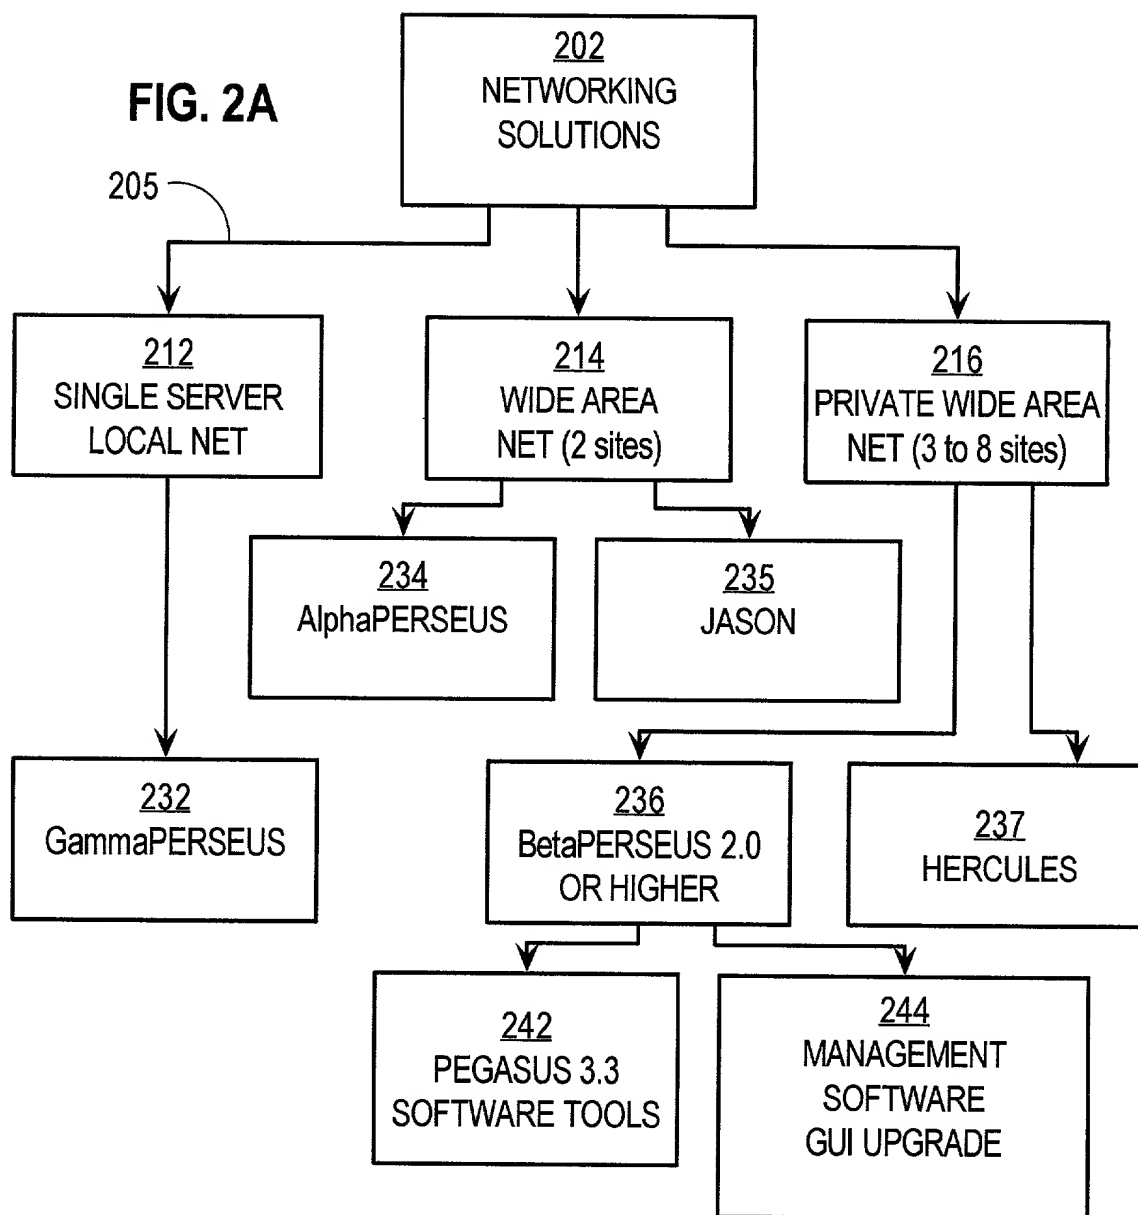 202
NETWORKING
SOLUTIONS
FIG. 2A
205
212
SINGLE SERVER
LOCAL NET
214
WIDE AREA
NET (2 sites)
216
PRIVATE WIDE AREA
NET (3 to 8 sites)
234
AlphaPERSEUS
235
JASON
232
GammaPERSEUS
236
BetaPERSEUS 2.0
OR HIGHER
237
HERCULES
242
PEGASUS 3.3
SOFTWARE TOOLS
244
MANAGEMENT
SOFTWARE
GUI UPGRADE